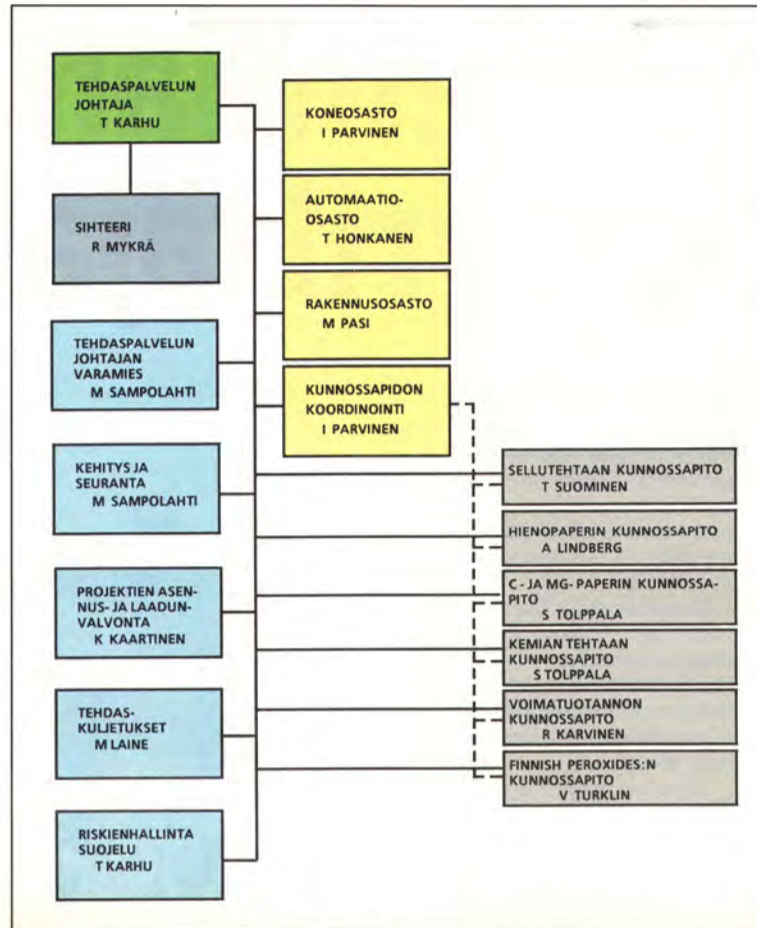 TEHDASPALVELUN
JOHTAJA
T KARHU
SIHTEERI
R MYKRÄ
TEHDASPALVELUN
JOHTAJAN
VARAMIES
M SAMPOLAHTI
KEHITYS JA
SEURANTA
M SAMPOLAHTI
PROJEKTIEN ASEN-
NUS- JA LAADUN-
VALVONTA
K KAARTINEN
TEHDAS-
KULJETUKSET
M LAINE
RISKIENHALLINTA
SUOJELU
T KARHU
KONEOSASTO
I PARVINEN
AUTOMAATIO-
OSASTO
T HONKANEN
RAKENNUSOSASTO
M PASI
KUNNOSSAPIDON
KOORDINOINTI
I PARVINEN
SELLUTEHTAAN KUNNOSSAPITO
T SUOMINEN
HIENOPAPERIN KUNNOSSAPITO
A LINDBERG
C - JA MG- PAPERIN KUNNOSSA-
PITO
S TOLPPALA
KEMIAN TEHTAAN
KUNNOSSAPITO
S TOLPPALA
VOIMATUOTANNON
KUNNOSSAPITO
R KARVINEN
FINNISH PEROXIDES:N
KUNNOSSAPITO
V TURKLIN